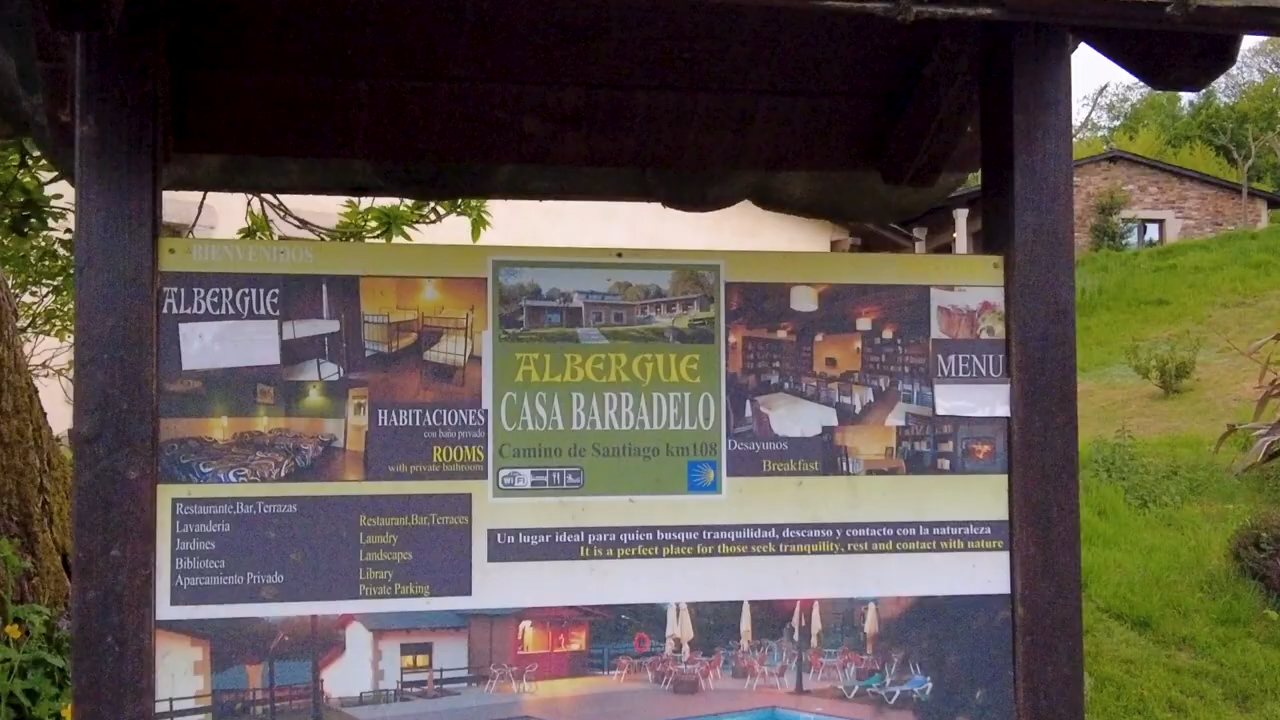 BIENVENIDOS
ALBERGUE
HABITACIONES
con baño privado
ROOMS
with private bathroom
ALBERGUE
CASA BARBADELO
Camino de Santiago km108
WiFi
MENU
Desayunos
Breakfast
Restaurante,Bar,Terrazas
Lavandería
Jardines
Biblioteca
Aparcamiento Privado
Restaurant,Bar,Terraces
Laundry
Landscapes
Library
Private Parking
Un lugar ideal para quien busque tranquilidad, descanso y contacto con la naturaleza
It is a perfect place for those seek tranquility, rest and contact with nature